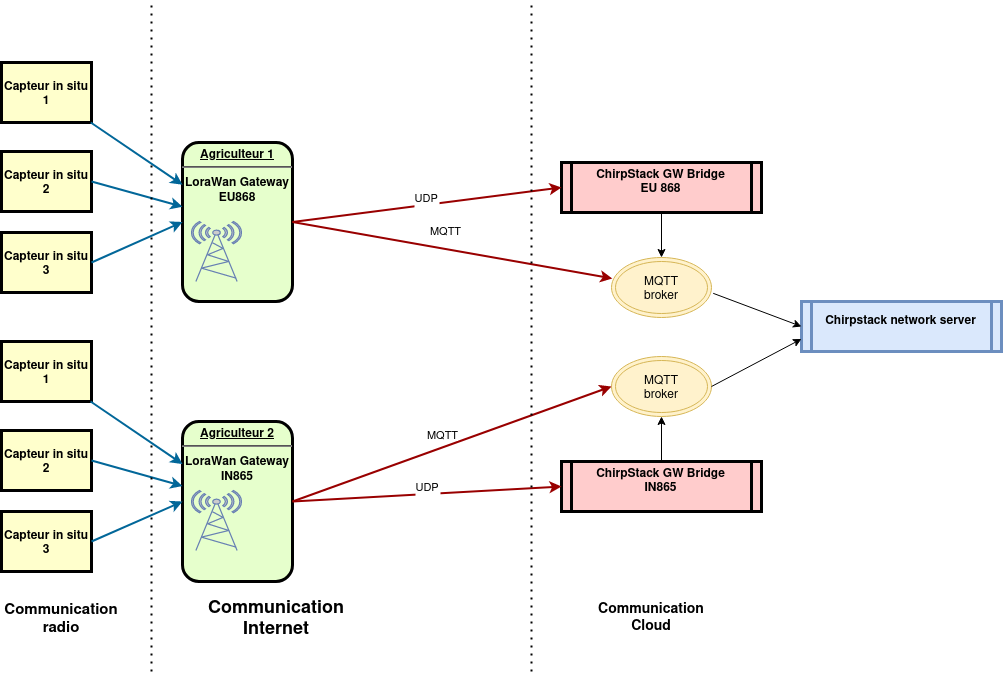 Capteur in situ
1
Capteur in situ
2
Capteur in situ
3
Agriculteur 1
LoraWan Gateway
EU868
UDP
MQTT
ChirpStack GW Bridge
EU 868
MQTT
broker
Chirpstack network server
Capteur in situ
1
Capteur in situ
2
Capteur in situ
3
Agriculteur 2
LoraWan Gateway
IN865
MQTT
UDP
MQTT
broker
ChirpStack GW Bridge
IN865
Communication
radio
Communication
Internet
Communication
Cloud